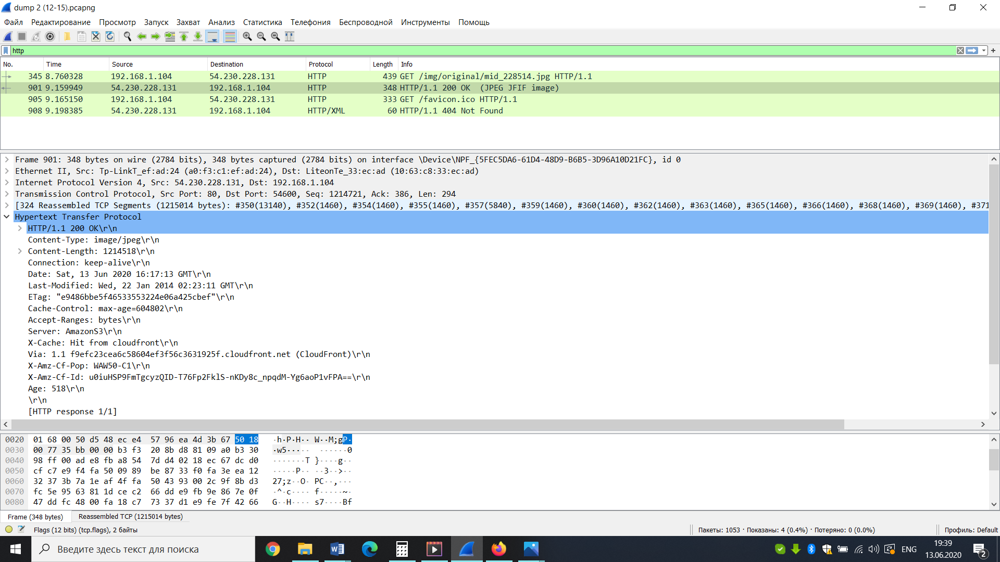 dump 2 (12-15).pcapng
Файл Редактирование Просмотр Запуск Захват Анализ Статистика Телефония Беспроводной Инструменты Помощь
http
No. Time Source Destination Protocol Length Info
345 8.760328 192.168.1.104 54.230.228.131 HTTP 439 GET /img/original/mid_228514.jpg HTTP/1.1
901 9.159949 54.230.228.131 192.168.1.104 HTTP 348 HTTP/1.1 200 OK (JPEG JFIF image)
905 9.165150 192.168.1.104 54.230.228.131 HTTP 333 GET /favicon.ico HTTP/1.1
908 9.198385 54.230.228.131 192.168.1.104 HTTP/XML 60 HTTP/1.1 404 Not Found
Frame 901: 348 bytes on wire (2784 bits), 348 bytes captured (2784 bits) on interface \Device\NPF_{5FEC5DA6-61D4-48D9-B6B5-3D96A10D21FC}, id 0
Ethernet II, Src: Tp-LinkT_ef:ad:24 (a0:f3:c1:ef:ad:24), Dst: LiteonTe_33:ec:ad (10:63:c8:33:ec:ad)
Internet Protocol Version 4, Src: 54.230.228.131, Dst: 192.168.1.104
Transmission Control Protocol, Src Port: 80, Dst Port: 54600, Seq: 1214721, Ack: 386, Len: 294
[324 Reassembled TCP Segments (1215014 bytes): #350(13140), #352(1460), #354(1460), #355(1460), #357(5840), #359(1460), #360(1460), #362(1460), #363(1460), #365(1460), #366(1460), #368(1460), #369(1460), #371
Hypertext Transfer Protocol
HTTP/1.1 200 OK\r\n
Content-Type: image/jpeg\r\n
Content-Length: 1214518\r\n
Connection: keep-alive\r\n
Date: Sat, 13 Jun 2020 16:17:13 GMT\r\n
Last-Modified: Wed, 22 Jan 2014 02:23:11 GMT\r\n
ETag: "e9486bbe5f46533553224e06a425cbef"\r\n
Cache-Control: max-age=604802\r\n
Accept-Ranges: bytes\r\n
Server: AmazonS3\r\n
X-Cache: Hit from cloudfront\r\n
Via: 1.1 f9efc23cea6c58604ef3f56c3631925f.cloudfront.net (CloudFront)\r\n
X-Amz-Cf-Pop: WAW50-C1\r\n
X-Amz-Cf-Id: u0iuHSP9FmTgcyzQID-T76Fp2FklS-nKDy8c_npqdM-Yg6aoP1vFPA==\r\n
Age: 518\r\n
\r\n
[HTTP response 1/1]
0020 01 68 00 50 d5 48 ec e4 57 96 ea 4d 3b 67 50 18 ·h·P·H·· W··M;gP·
0030 00 77 35 bb 00 00 b3 f3 20 8b d8 81 09 a0 b3 30 ·w5····· ······0
0040 98 ff 00 ad e8 fb a8 54 7d d4 02 18 ec 67 dc d0 ·······T }····g··
0050 cf c7 e9 f4 fa 50 09 89 be 87 33 f0 fa 3e ea 12 ·····P·· ··3··>··
0060 32 37 3b 7a 1e af 4f fa 50 43 93 00 2c 9f 8b d3 27;z··O· PC··,···
0070 fc 5e 95 63 81 1d ce c2 66 dd e9 fb 9e 86 7e 0f ·^·c···· f·····~·
0080 47 dd fc 48 00 fa 18 c7 73 37 d1 e9 fe 7f 42 66 G··H···· s7····Bf
Frame (348 bytes) Reassembled TCP (1215014 bytes)
Flags (12 bits) (tcp.flags), 2 байты Пакеты: 1053 · Показаны: 4 (0.4%) · Потеряно: 0 (0.0%) Профиль: Default
Введите здесь текст для поиска
ENG
19:39
13.06.2020
2